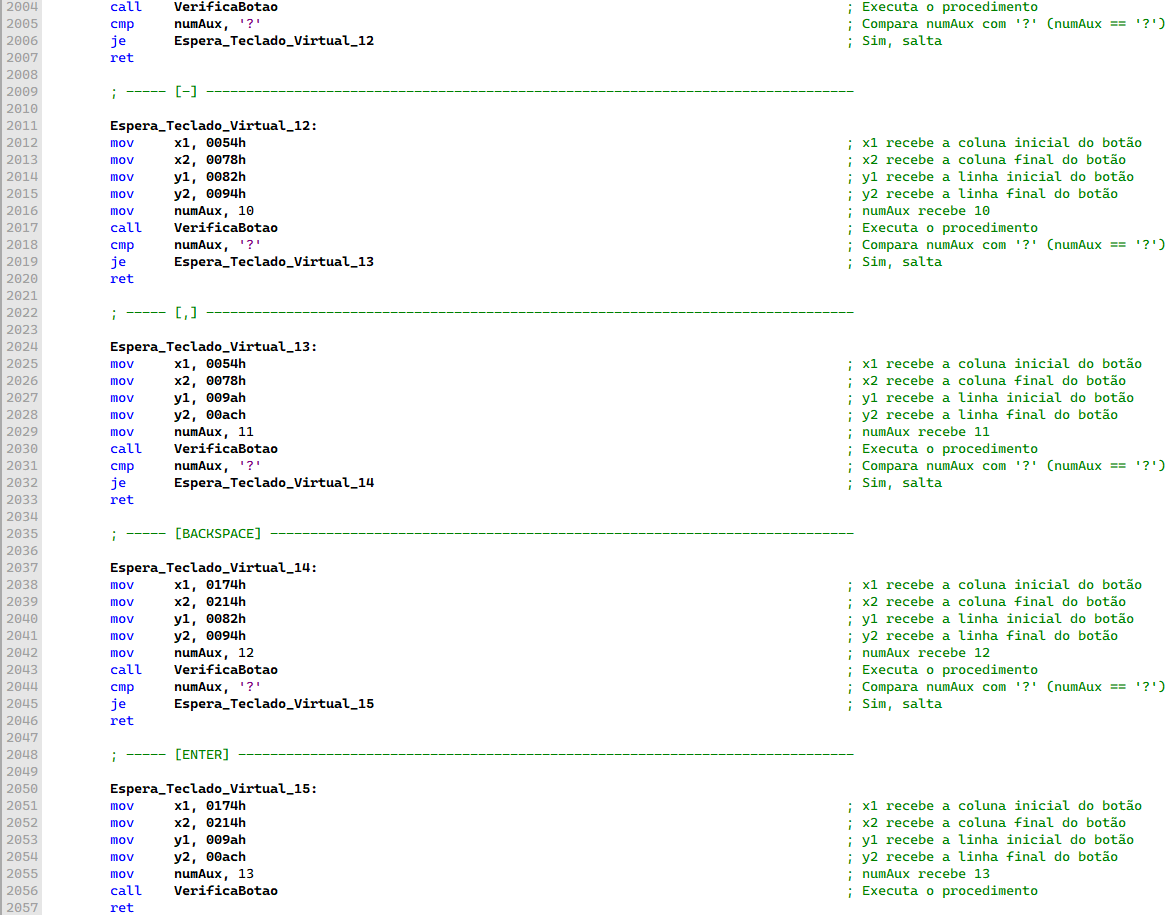 2004 call VerificaBotao ; Executa o procedimento
2005 cmp numAux, '?' ; Compara numAux com '?' (numAux == '?')
2006 je Espera_Teclado_Virtual_12 ; Sim, salta
2007 ret
2008
2009 ; ----- [-] ---------------------------------------------------------------------------------
2010
2011 Espera_Teclado_Virtual_12:
2012 mov x1, 0054h ; x1 recebe a coluna inicial do botão
2013 mov x2, 0078h ; x2 recebe a coluna final do botão
2014 mov y1, 0082h ; y1 recebe a linha inicial do botão
2015 mov y2, 0094h ; y2 recebe a linha final do botão
2016 mov numAux, 10 ; numAux recebe 10
2017 call VerificaBotao ; Executa o procedimento
2018 cmp numAux, '?' ; Compara numAux com '?' (numAux == '?')
2019 je Espera_Teclado_Virtual_13 ; Sim, salta
2020 ret
2021
2022 ; ----- [,] ---------------------------------------------------------------------------------
2023
2024 Espera_Teclado_Virtual_13:
2025 mov x1, 0054h ; x1 recebe a coluna inicial do botão
2026 mov x2, 0078h ; x2 recebe a coluna final do botão
2027 mov y1, 009ah ; y1 recebe a linha inicial do botão
2028 mov y2, 00ach ; y2 recebe a linha final do botão
2029 mov numAux, 11 ; numAux recebe 11
2030 call VerificaBotao ; Executa o procedimento
2031 cmp numAux, '?' ; Compara numAux com '?' (numAux == '?')
2032 je Espera_Teclado_Virtual_14 ; Sim, salta
2033 ret
2034
2035 ; ----- [BACKSPACE] -------------------------------------------------------------------------
2036
2037 Espera_Teclado_Virtual_14:
2038 mov x1, 0174h ; x1 recebe a coluna inicial do botão
2039 mov x2, 0214h ; x2 recebe a coluna final do botão
2040 mov y1, 0082h ; y1 recebe a linha inicial do botão
2041 mov y2, 0094h ; y2 recebe a linha final do botão
2042 mov numAux, 12 ; numAux recebe 12
2043 call VerificaBotao ; Executa o procedimento
2044 cmp numAux, '?' ; Compara numAux com '?' (numAux == '?')
2045 je Espera_Teclado_Virtual_15 ; Sim, salta
2046 ret
2047
2048 ; ----- [ENTER] -----------------------------------------------------------------------------
2049
2050 Espera_Teclado_Virtual_15:
2051 mov x1, 0174h ; x1 recebe a coluna inicial do botão
2052 mov x2, 0214h ; x2 recebe a coluna final do botão
2053 mov y1, 009ah ; y1 recebe a linha inicial do botão
2054 mov y2, 00ach ; y2 recebe a linha final do botão
2055 mov numAux, 13 ; numAux recebe 13
2056 call VerificaBotao ; Executa o procedimento
2057 ret